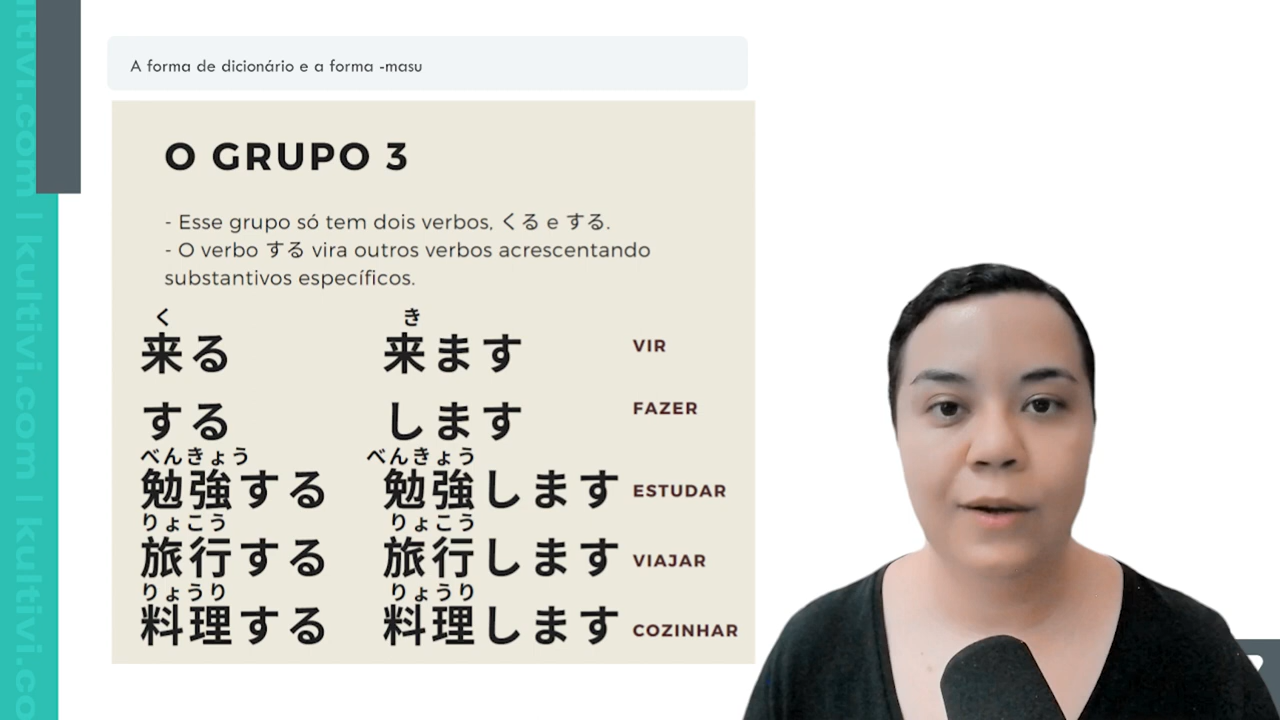 A forma de dicionário e a forma -masu
O GRUPO 3
- Esse grupo só tem dois verbos, くる e する.
- O verbo する vira outros verbos acrescentando
substantivos específicos.
く き
来る 来ます VIR
する します FAZER
べんきょう べんきょう
勉強する 勉強します ESTUDAR
りょこう りょこう
旅行する 旅行します VIAJAR
りょうり りょうり
料理する 料理します COZINHAR
kultivi.com | kultivi.com | kultivi.co